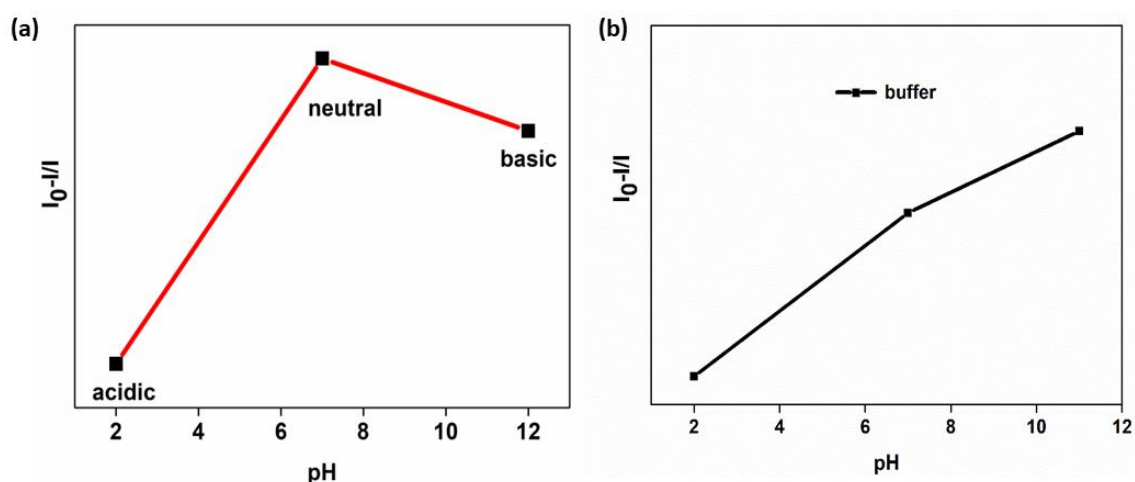 (a)
I0-I/I
neutral
basic
acidic
2 4 6 8 10 12
pH
(b)
buffer
I0-I/I
2 4 6 8 10 12
pH